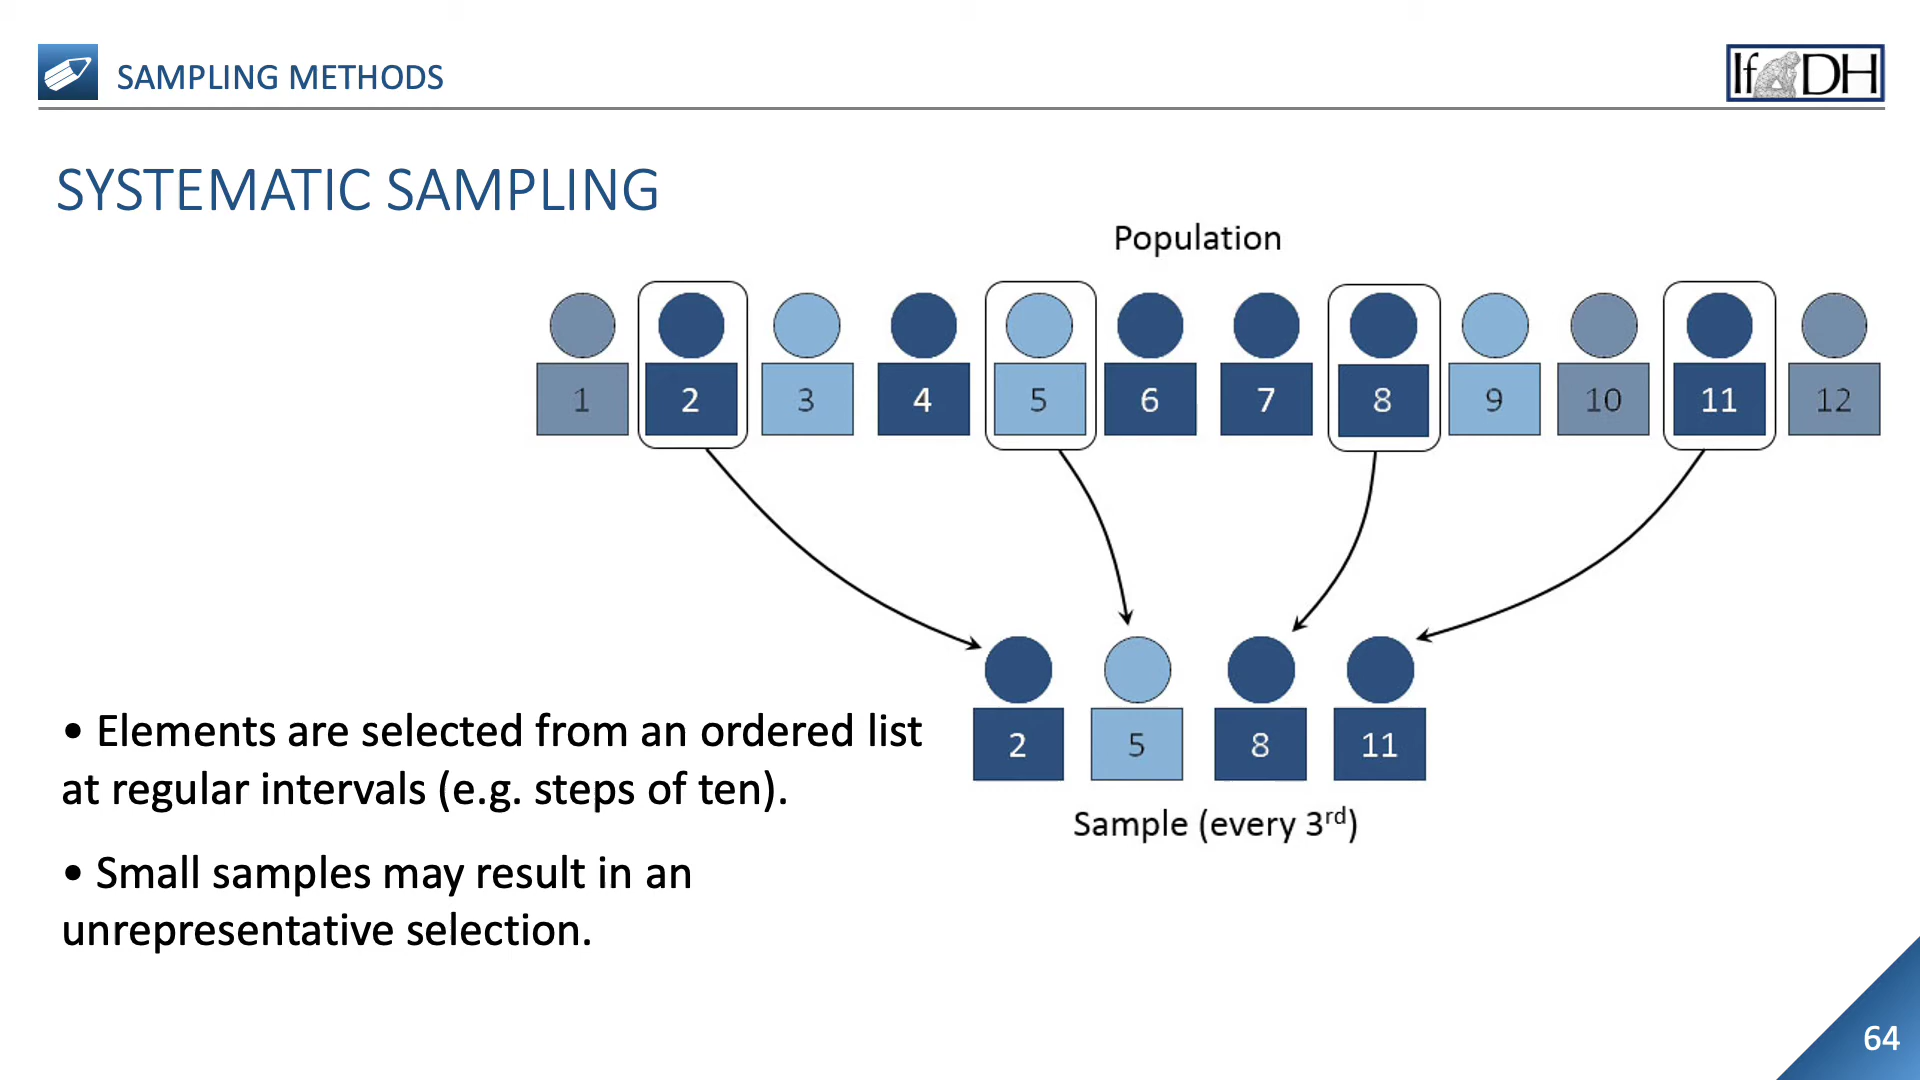 SAMPLING METHODS
If DH
SYSTEMATIC SAMPLING
Population
1 2 3 4 5 6 7 8 9 10 11 12
2 5 8 11
Sample (every 3rd)
• Elements are selected from an ordered list
at regular intervals (e.g. steps of ten).
• Small samples may result in an
unrepresentative selection.
64